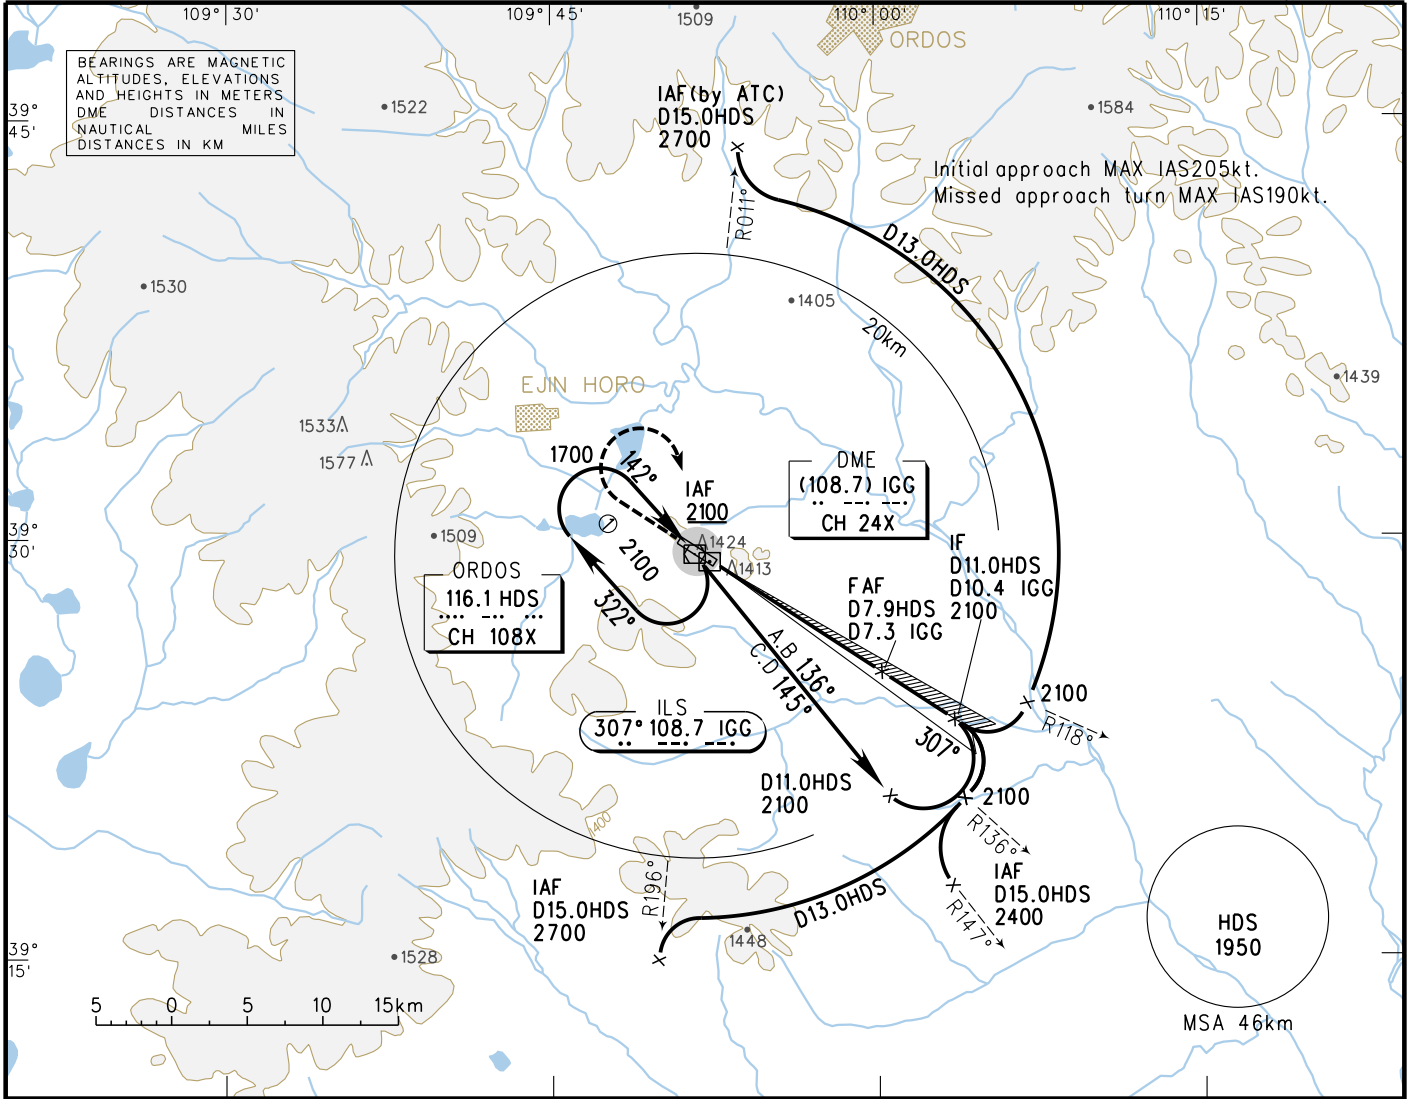 109° 30'
109° 45'
110° 00'
110° 15'
1509
ORDOS
BEARINGS ARE MAGNETIC
ALTITUDES, ELEVATIONS
AND HEIGHTS IN METERS
DME DISTANCES IN
NAUTICAL MILES
DISTANCES IN KM
39°
45'
1522
IAF(by ATC)
D15.0HDS
2700
1584
Initial approach MAX IAS205kt.
Missed approach turn MAX IAS190kt.
R011°
D13.0HDS
1530
1405
20km
1439
EJIN HORO
1533
1577
1700
142°
IAF
2100
DME
(108.7) IGG
·· --· --·
CH 24X
39°
30'
1509
1
2100
1424
1413
IF
D11.0HDS
D10.4 IGG
2100
ORDOS
116.1 HDS
···· -·· ···
CH 108X
322°
FAF
D7.9HDS
D7.3 IGG
A.B 136°
C.D 145°
2100
R118°
ILS
307° 108.7 IGG
·· --· --·
307°
D11.0HDS
2100
2100
R136°
1400
IAF
D15.0HDS
2700
R196°
D13.0HDS
IAF
D15.0HDS
2400
R147°
HDS
1950
39°
15'
1528
1448
5 0 5 10 15km
MSA 46km